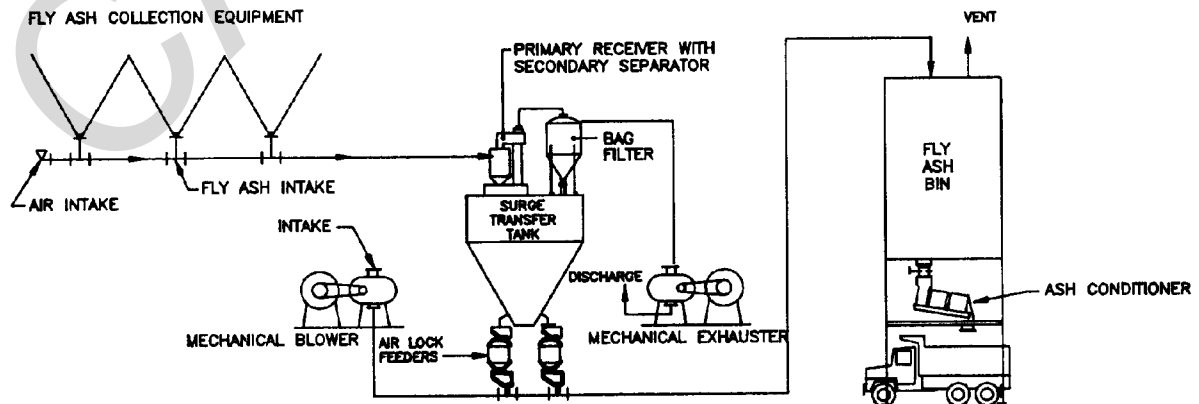 FLY ASH COLLECTION EQUIPMENT
VENT
PRIMARY RECEIVER WITH
SECONDARY SEPARATOR
BAG
FILTER
FLY
ASH
BIN
FLY ASH INTAKE
AIR INTAKE
SURGE
TRANSFER
TANK
INTAKE
DISCHARGE
ASH CONDITIONER
MECHANICAL BLOWER
AIR LOCK
FEEDERS
MECHANICAL EXHAUSTER